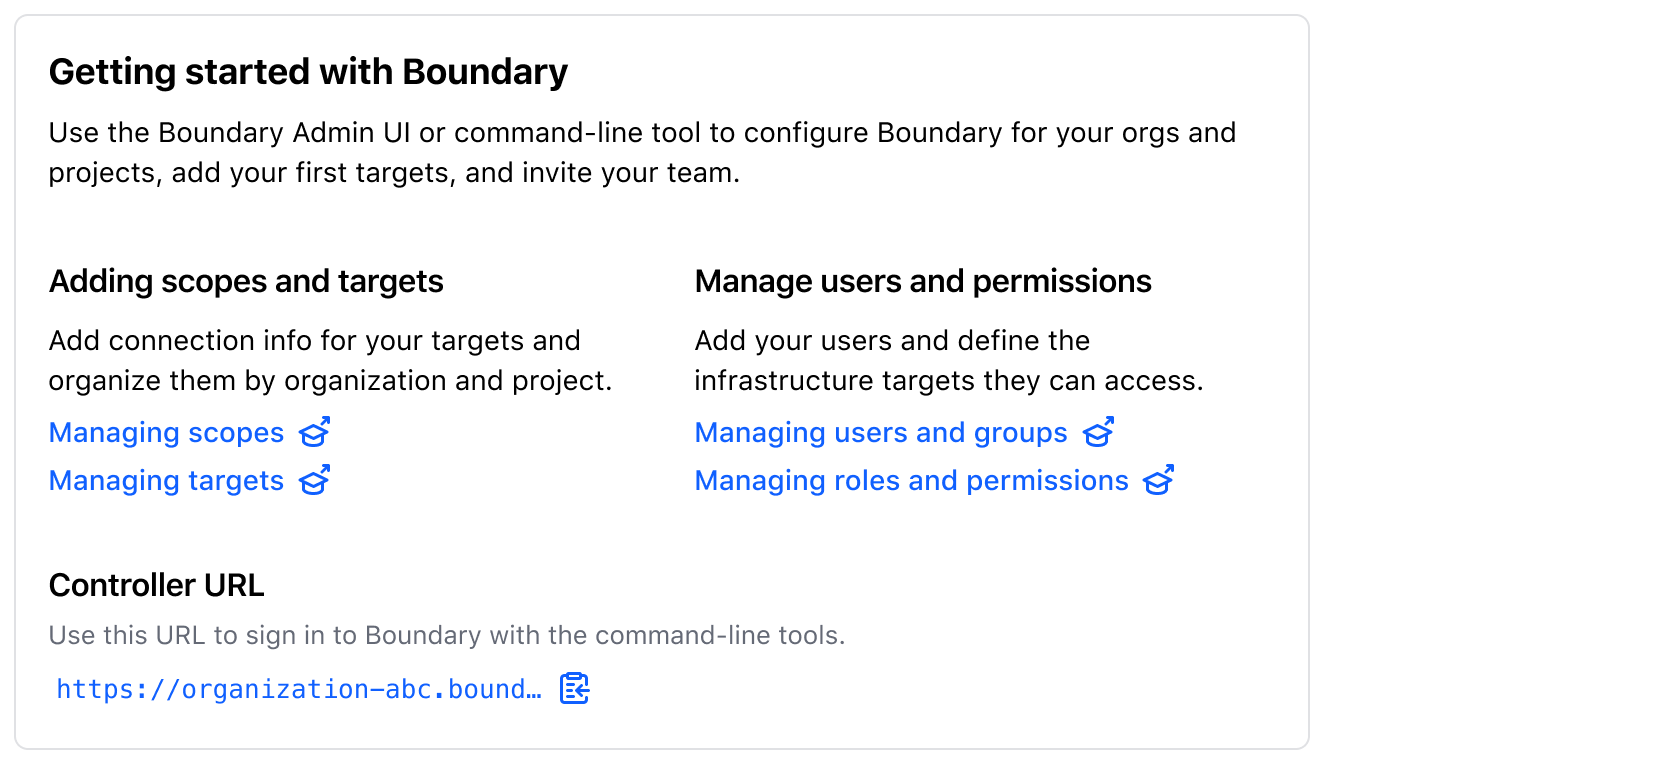 Getting started with Boundary
Use the Boundary Admin UI or command-line tool to configure Boundary for your orgs and
projects, add your first targets, and invite your team.
Adding scopes and targets
Add connection info for your targets and
organize them by organization and project.
Managing scopes
Managing targets
Manage users and permissions
Add your users and define the
infrastructure targets they can access.
Managing users and groups
Managing roles and permissions
Controller URL
Use this URL to sign in to Boundary with the command-line tools.
https://organization-abc.bound…